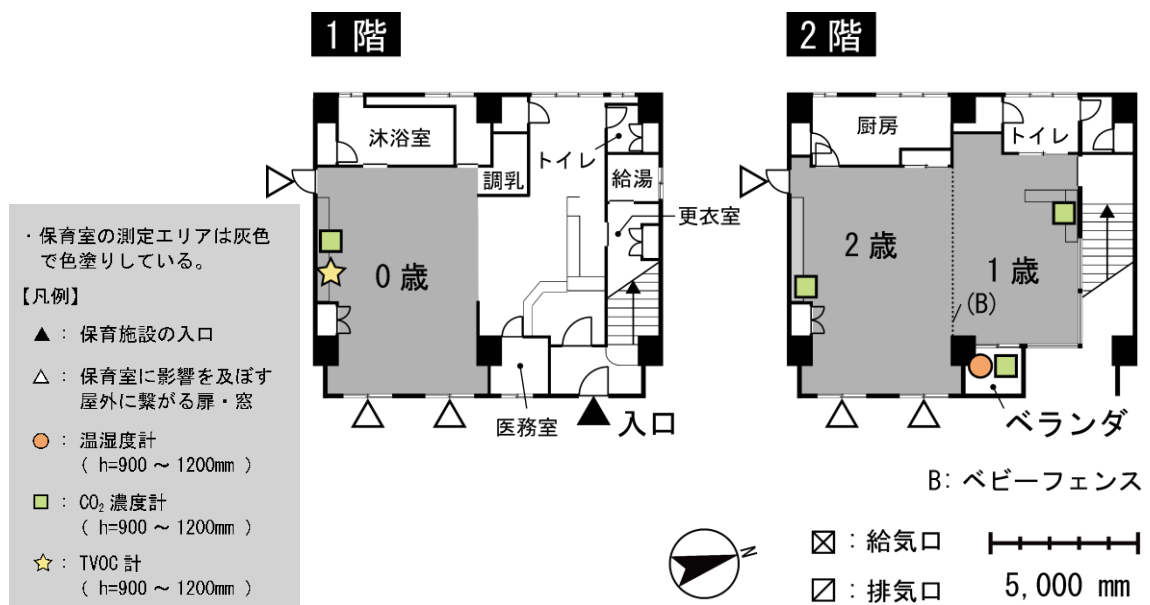 1 階
2 階
沐浴室
調乳
トイレ
給湯
更衣室
0 歳
医務室
入口
厨房
トイレ
2 歳
1 歳
(B)
ベランダ
・保育室の測定エリアは灰色
で色塗りしている。
【凡例】
▲ : 保育施設の入口
△ : 保育室に影響を及ぼす
屋外に繋がる扉・窓
: 温湿度計
( h=900 ～ 1200mm )
: CO₂ 濃度計
( h=900 ～ 1200mm )
: TVOC 計
( h=900 ～ 1200mm )
B: ベビーフェンス
N
: 給気口
: 排気口
5,000 mm